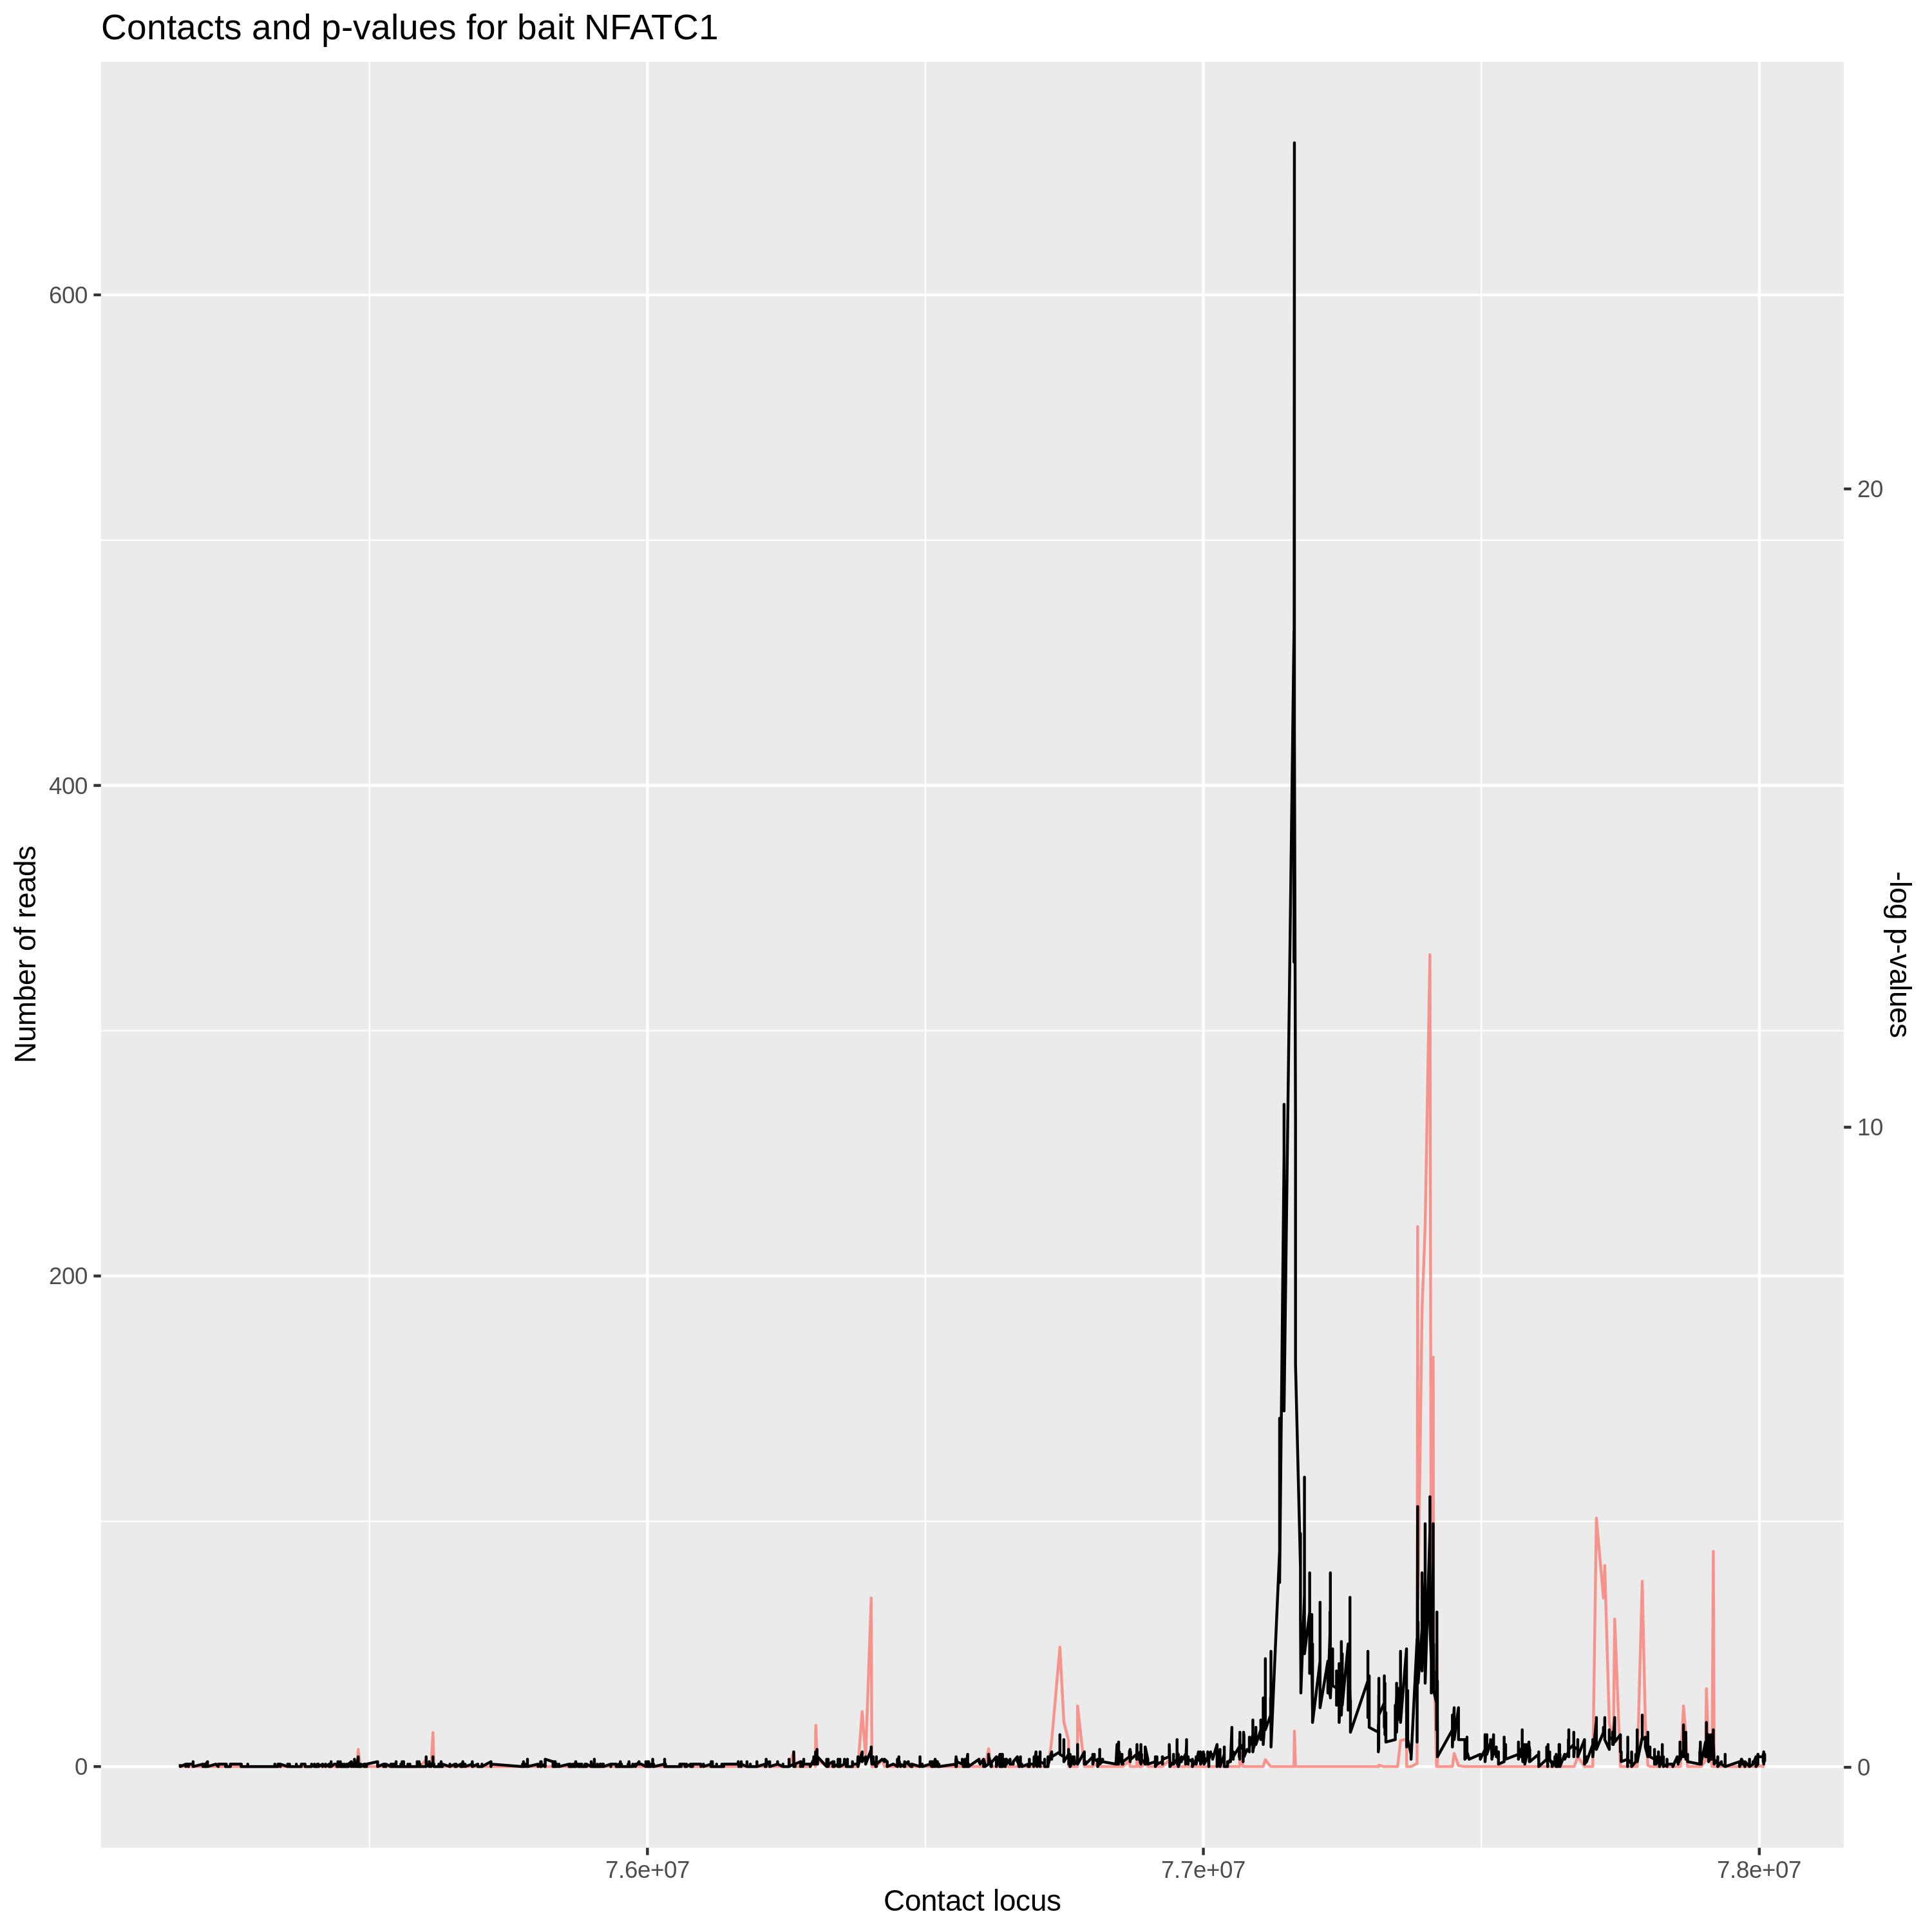 Contacts and p-values for bait NFATC1
600
400
200
0
20
10
0
Number of reads
-log p-values
7.6e+07
7.7e+07
7.8e+07
Contact locus